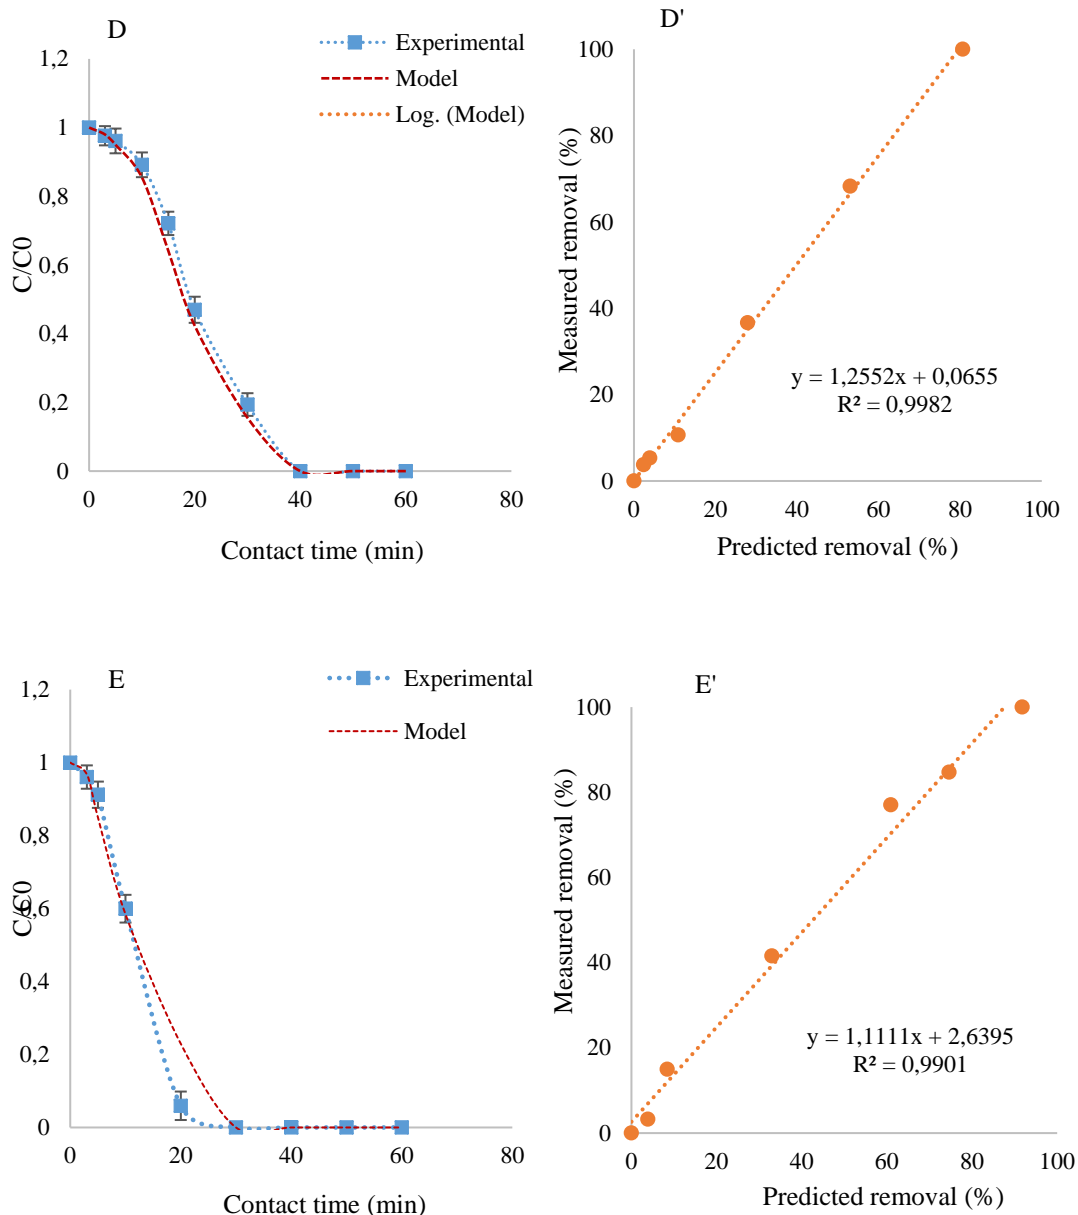 D
Experimental
Model
Log. (Model)
1,2
1
0,8
0,6
0,4
0,2
0
C/C0
0 20 40 60 80
Contact time (min)
D'
100
80
60
40
20
0
Measured removal (%)
y = 1,2552x + 0,0655
R² = 0,9982
0 20 40 60 80 100
Predicted removal (%)
E
Experimental
Model
1,2
1
0,8
0,6
0,4
0,2
0
C/C0
0 20 40 60 80
Contact time (min)
E'
100
80
60
40
20
0
Measured removal (%)
y = 1,1111x + 2,6395
R² = 0,9901
0 20 40 60 80 100
Predicted removal (%)